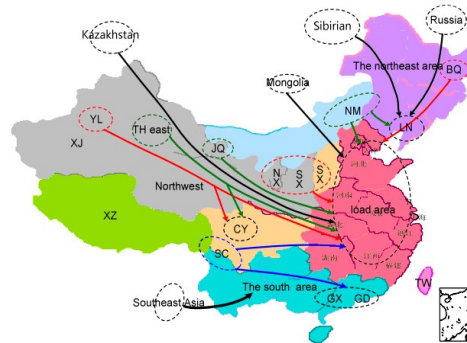 Sibirian
Russia
Kazakhstan
The northeast area
BQ
Mongolia
NM
YL
TH east
LN
XJ
JQ
N
X
S
X
S
X
Northwest
XZ
load area
CY
SC
TW
The south area
GX GD
Southeast Asia